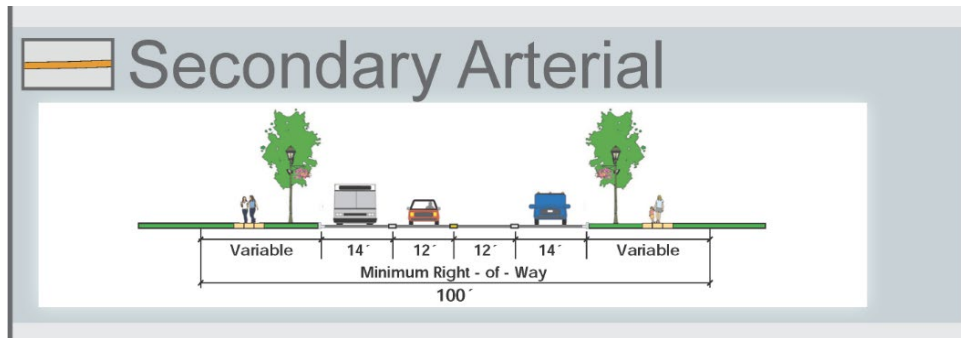 Secondary Arterial
Variable 14´ 12´ 12´ 14´ Variable
Minimum Right - of - Way
100´